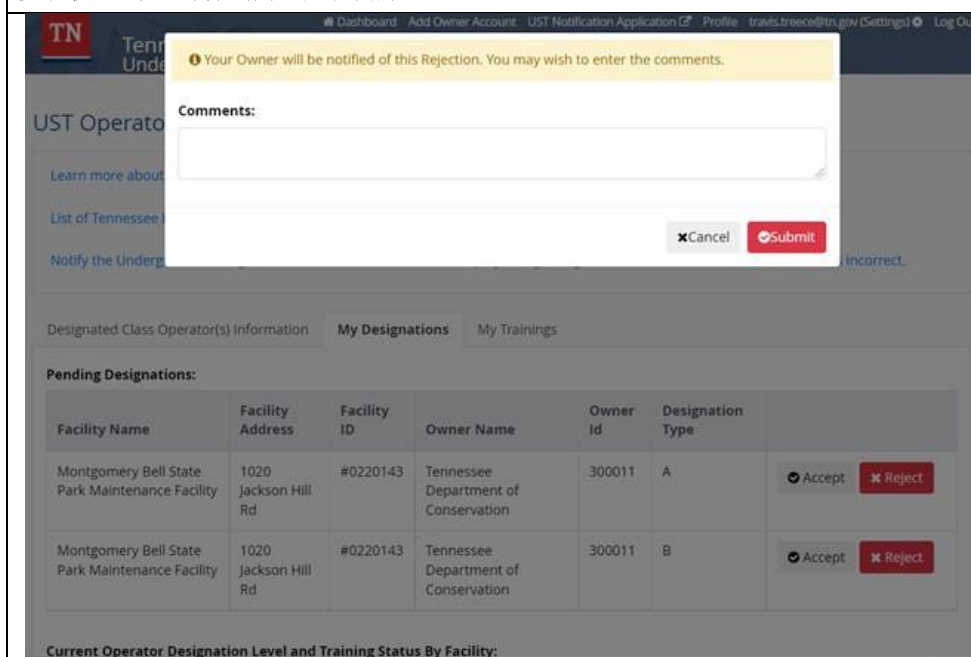 TN
Dashboard Add Owner Account UST Notification Application Profile travis.treece@tn.gov (Settings) Log Ou
Tenn
Unde
Your Owner will be notified of this Rejection. You may wish to enter the comments.
Comments:
Cancel Submit
UST Operato
Learn more about
List of Tennessee
Notify the Underg
incorrect.
Designated Class Operator(s) Information My Designations My Trainings
Pending Designations:
Facility Name Facility Address Facility ID Owner Name Owner Id Designation Type
Montgomery Bell State Park Maintenance Facility 1020 Jackson Hill Rd #0220143 Tennessee Department of Conservation 300011 A Accept Reject
Montgomery Bell State Park Maintenance Facility 1020 Jackson Hill Rd #0220143 Tennessee Department of Conservation 300011 B Accept Reject
Current Operator Designation Level and Training Status By Facility: